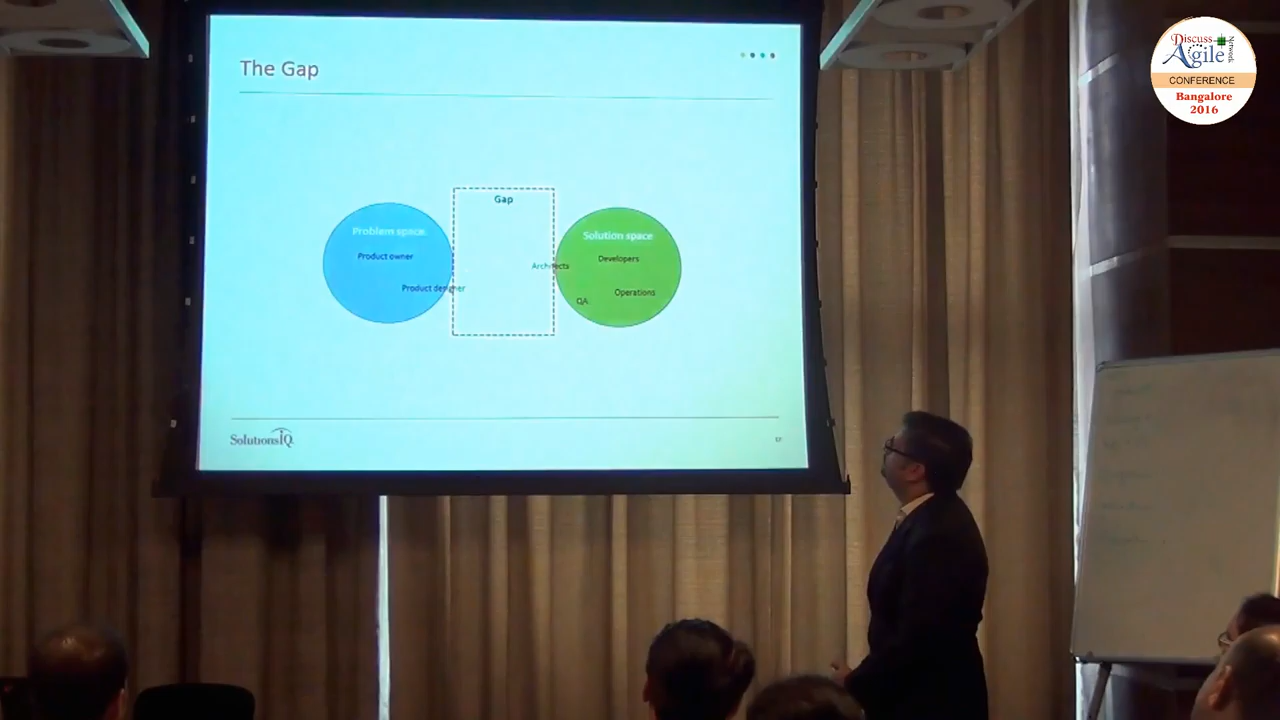 The Gap
Gap
Problem space
Product owner
Product designer
Solution space
Developers
Architects
Operations
QA
SolutionsIQ
Discuss
Agile
Network
CONFERENCE
Bangalore
2016